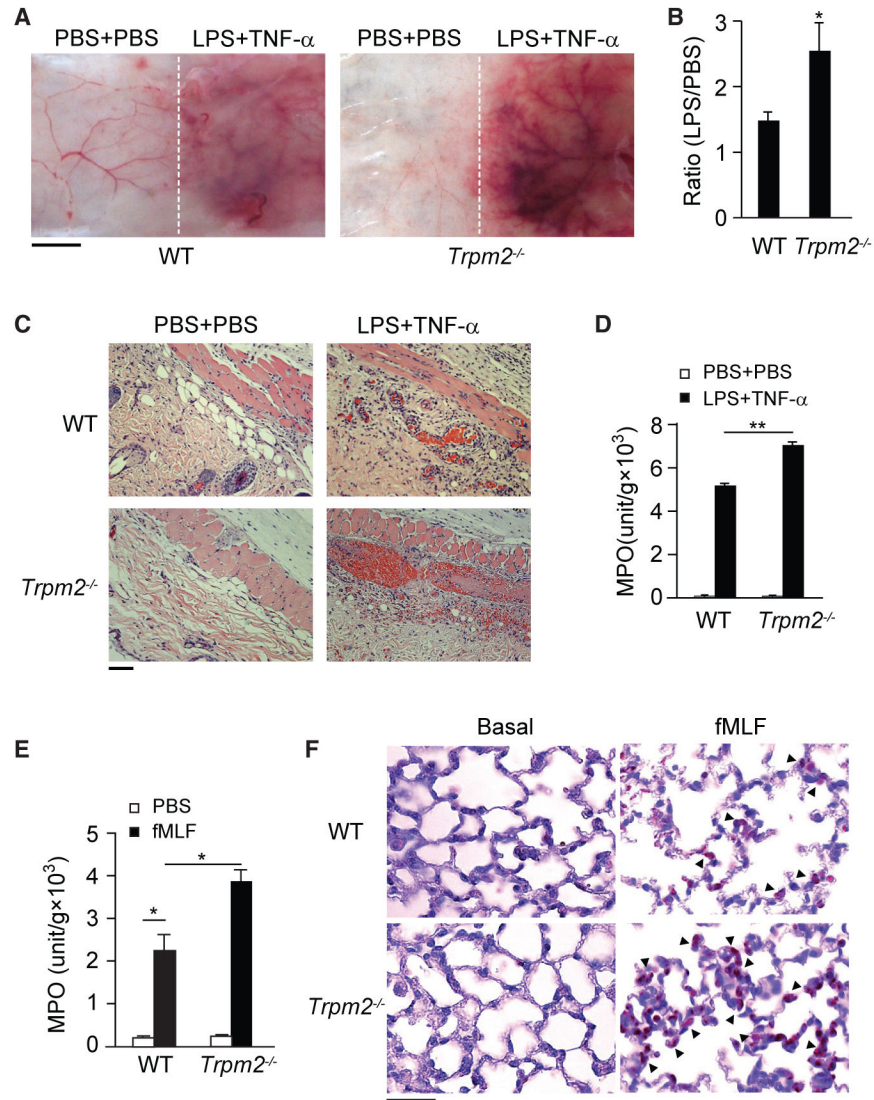 A
PBS+PBS LPS+TNF-α PBS+PBS LPS+TNF-α
WT Trpm2-/-
B
Ratio (LPS/PBS)
3
2
1
0
*
WT Trpm2-/-
C
PBS+PBS LPS+TNF-α
WT
Trpm2-/-
D
PBS+PBS
LPS+TNF-α
MPO(unit/g×10³)
8
6
4
2
0
**
WT Trpm2-/-
E
PBS
fMLF
MPO (unit/g×10³)
5
4
3
2
1
0
*
*
WT Trpm2-/-
F
Basal fMLF
WT
Trpm2-/-